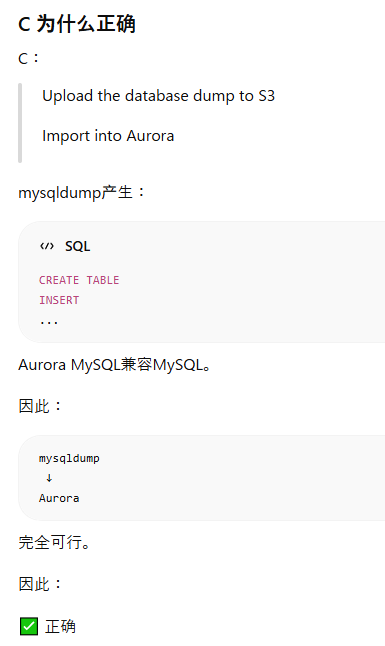 C 为什么正确
C：
Upload the database dump to S3
Import into Aurora
mysqldump产生：
SQL
CREATE TABLE
INSERT
...
Aurora MySQL兼容MySQL。
因此：
mysqldump
↓
Aurora
完全可行。
因此：
✅ 正确